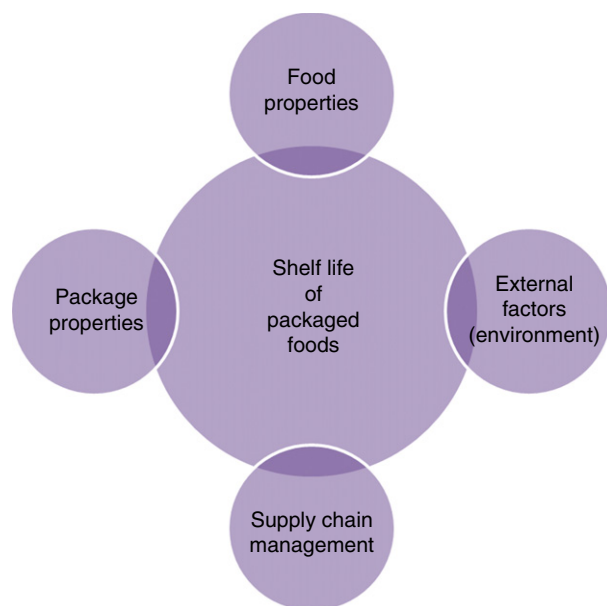 Food
properties
Package
properties
Shelf life
of
packaged
foods
External
factors
(environment)
Supply chain
management